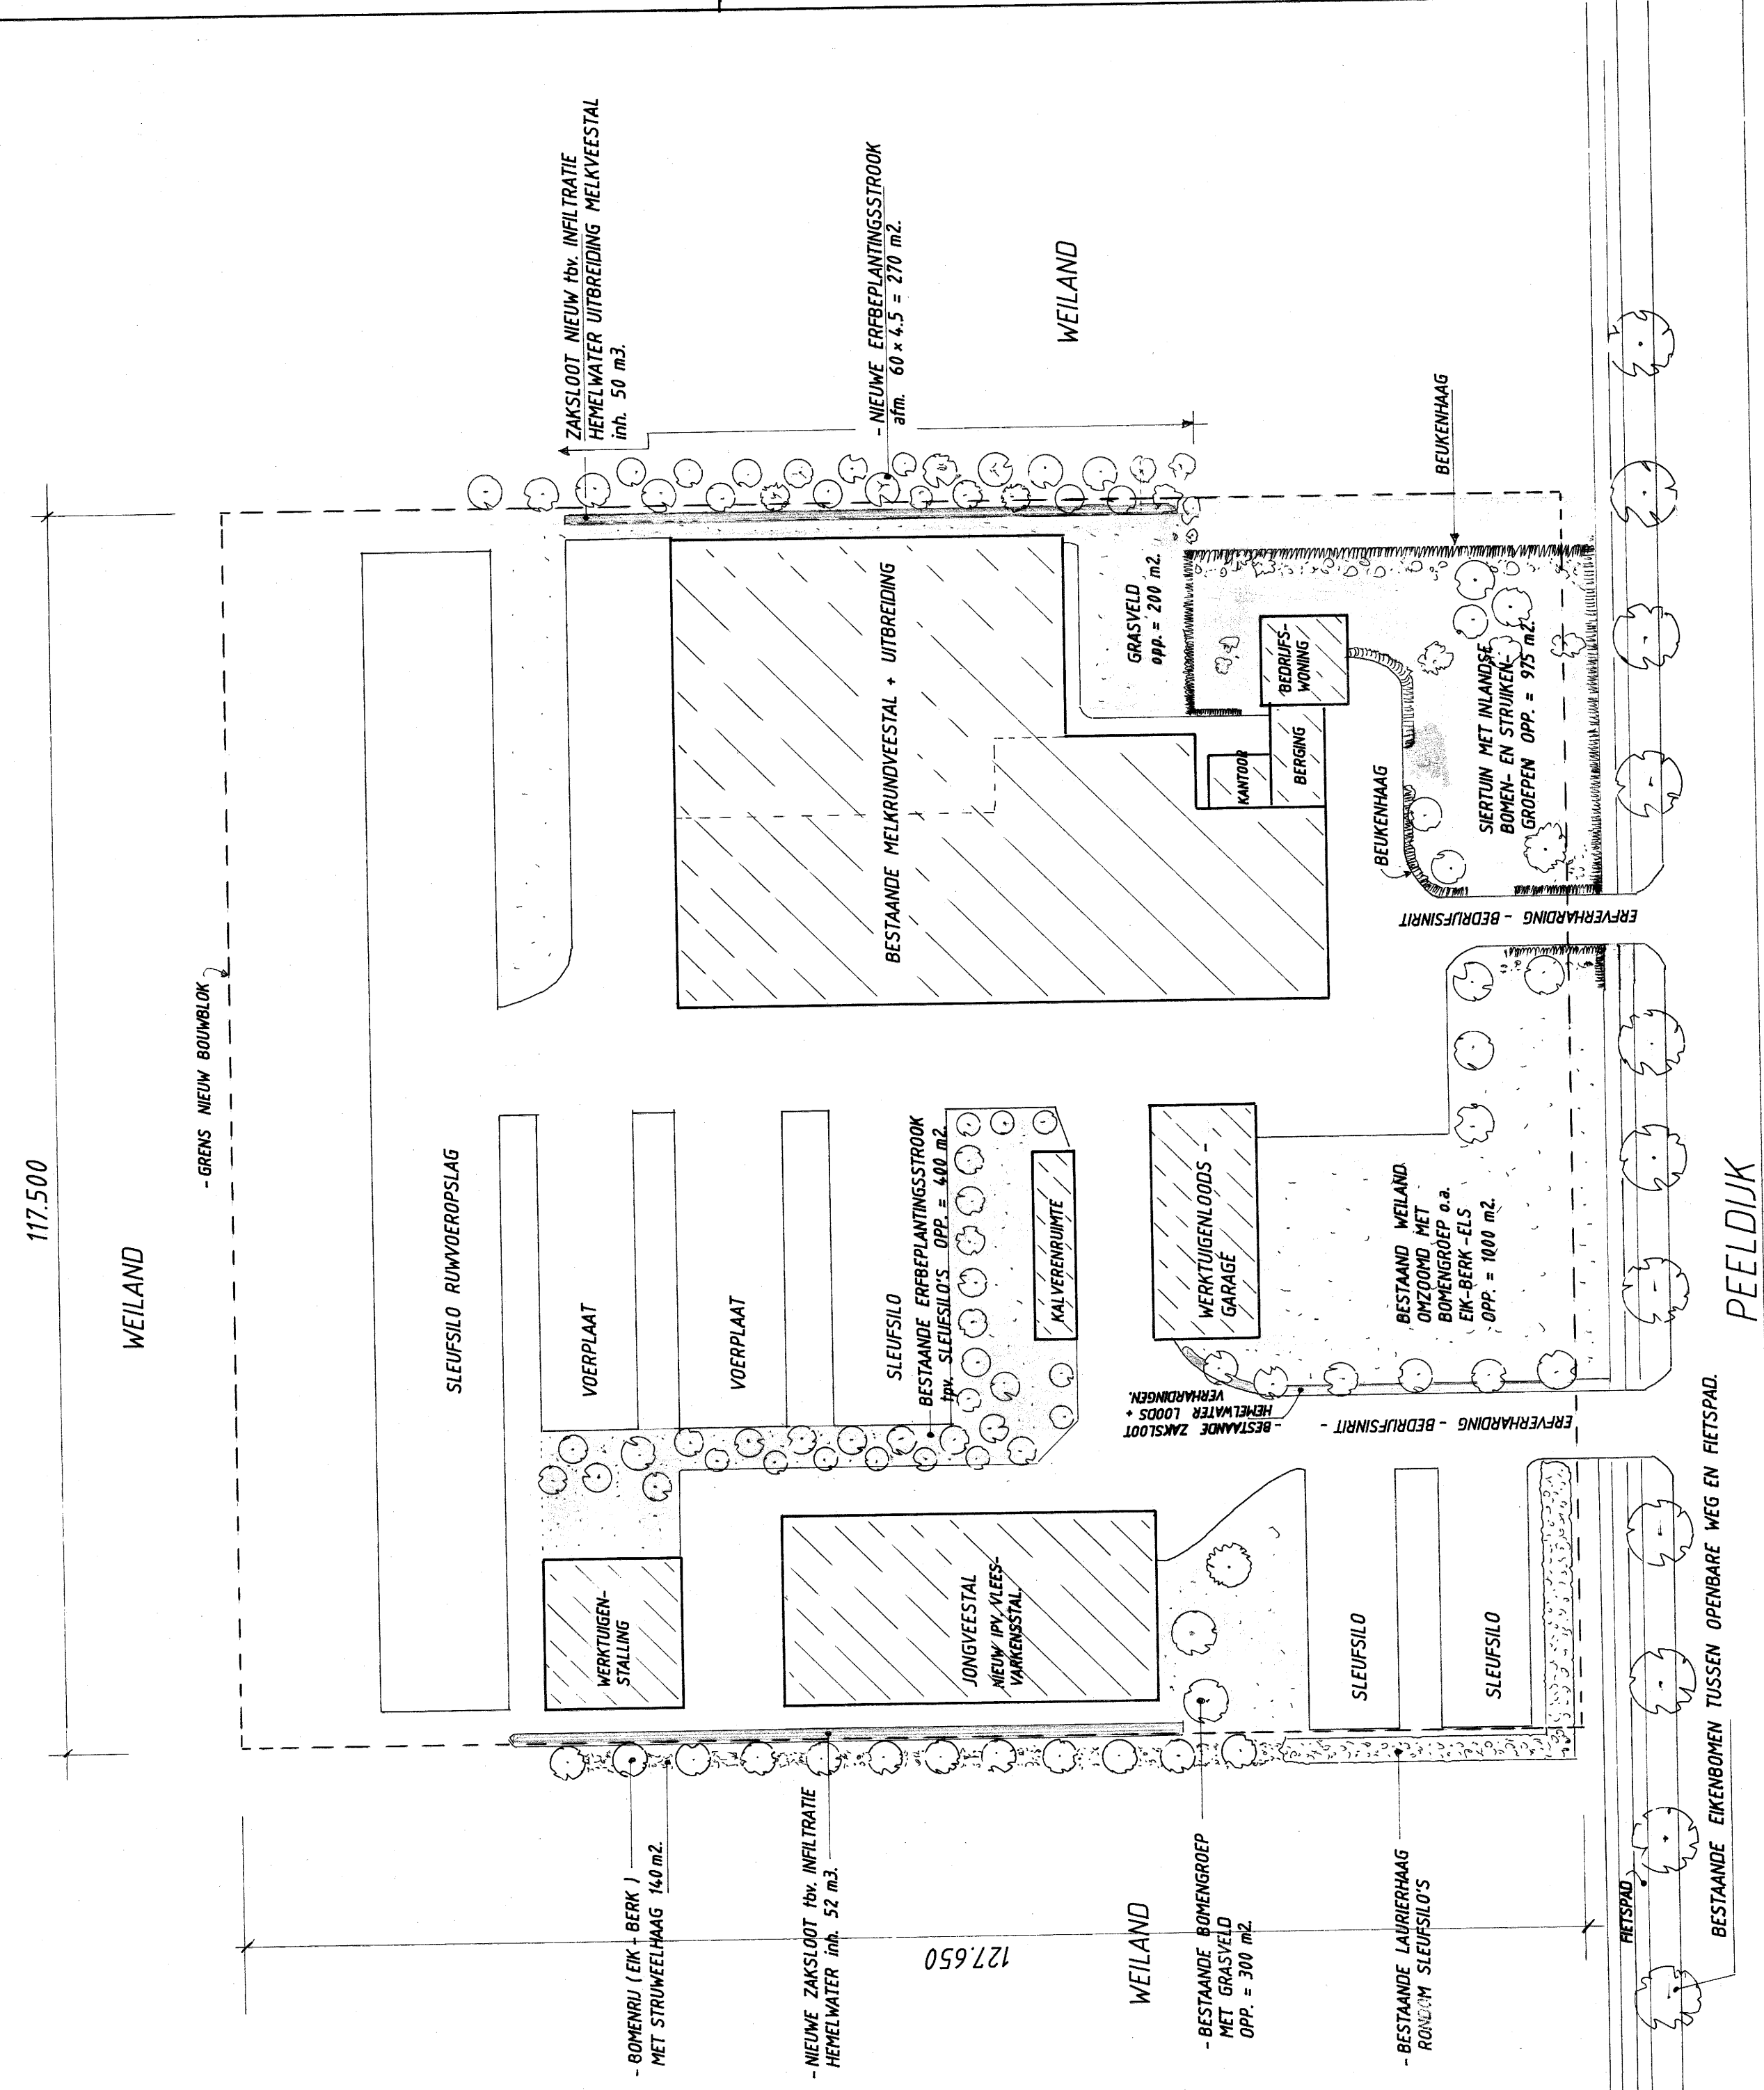 117.500
WEILAND
- GRENS NIEUW BOUWBLOK
ZAKSLOOT NIEUW tbv. INFILTRATIE
HEMELWATER UITBREIDING MELKVEESTAL
inh. 50 m3.
- NIEUWE ERFBEPLANTINGSSTROOK
afm. 60 x 4.5 = 270 m2.
WEILAND
SLEUFSILO RUWVOEROPSLAG
VOERPLAAT
VOERPLAAT
SLEUFSILO
BESTAANDE ERFBEPLANTINGSSTROOK
tpv. SLEUFSILO'S OPP. = 400 m2.
KALVERENRUIMTE
BESTAANDE MELKRUNDVEESTAL + UITBREIDING
GRASVELD
opp. = 200 m2.
BEDRIJFS-
WONING
KANTOOR
BERGING
BEUKENHAAG
BEUKENHAAG
SIERTUIN MET INLANDSE
BOMEN- EN STRUIKEN-
GROEPEN OPP. = 975 m2.
ERFVERHARDING - BEDRIJFSINRIT
WERKTUIGENLOODS -
GARAGE
BESTAAND WEILAND
OMZOOMD MET
BOMENGROEP o.a.
EIK-BERK-ELS
OPP. = 1000 m2.
- BESTAANDE ZAKSLOOT
HEMELWATER LOODS +
VERHARDINGEN.
ERFVERHARDING - BEDRIJFSINRIT -
WERKTUIGEN-
STALLING
JONGVEESTAL
NIEUW IPV. VLEES-
VARKENSSTAL.
SLEUFSILO
SLEUFSILO
- BOMENRIJ ( EIK - BERK )
MET STRUWEELHAAG 140 m2.
- NIEUWE ZAKSLOOT tbv. INFILTRATIE
HEMELWATER inh. 52 m3.
127.650
WEILAND
- BESTAANDE BOMENGROEP
MET GRASVELD
OPP. = 300 m2.
- BESTAANDE LAURIERHAAG
RONDOM SLEUFSILO'S
FIETSPAD
BESTAANDE EIKENBOMEN TUSSEN OPENBARE WEG EN FIETSPAD.
PEELDIJK